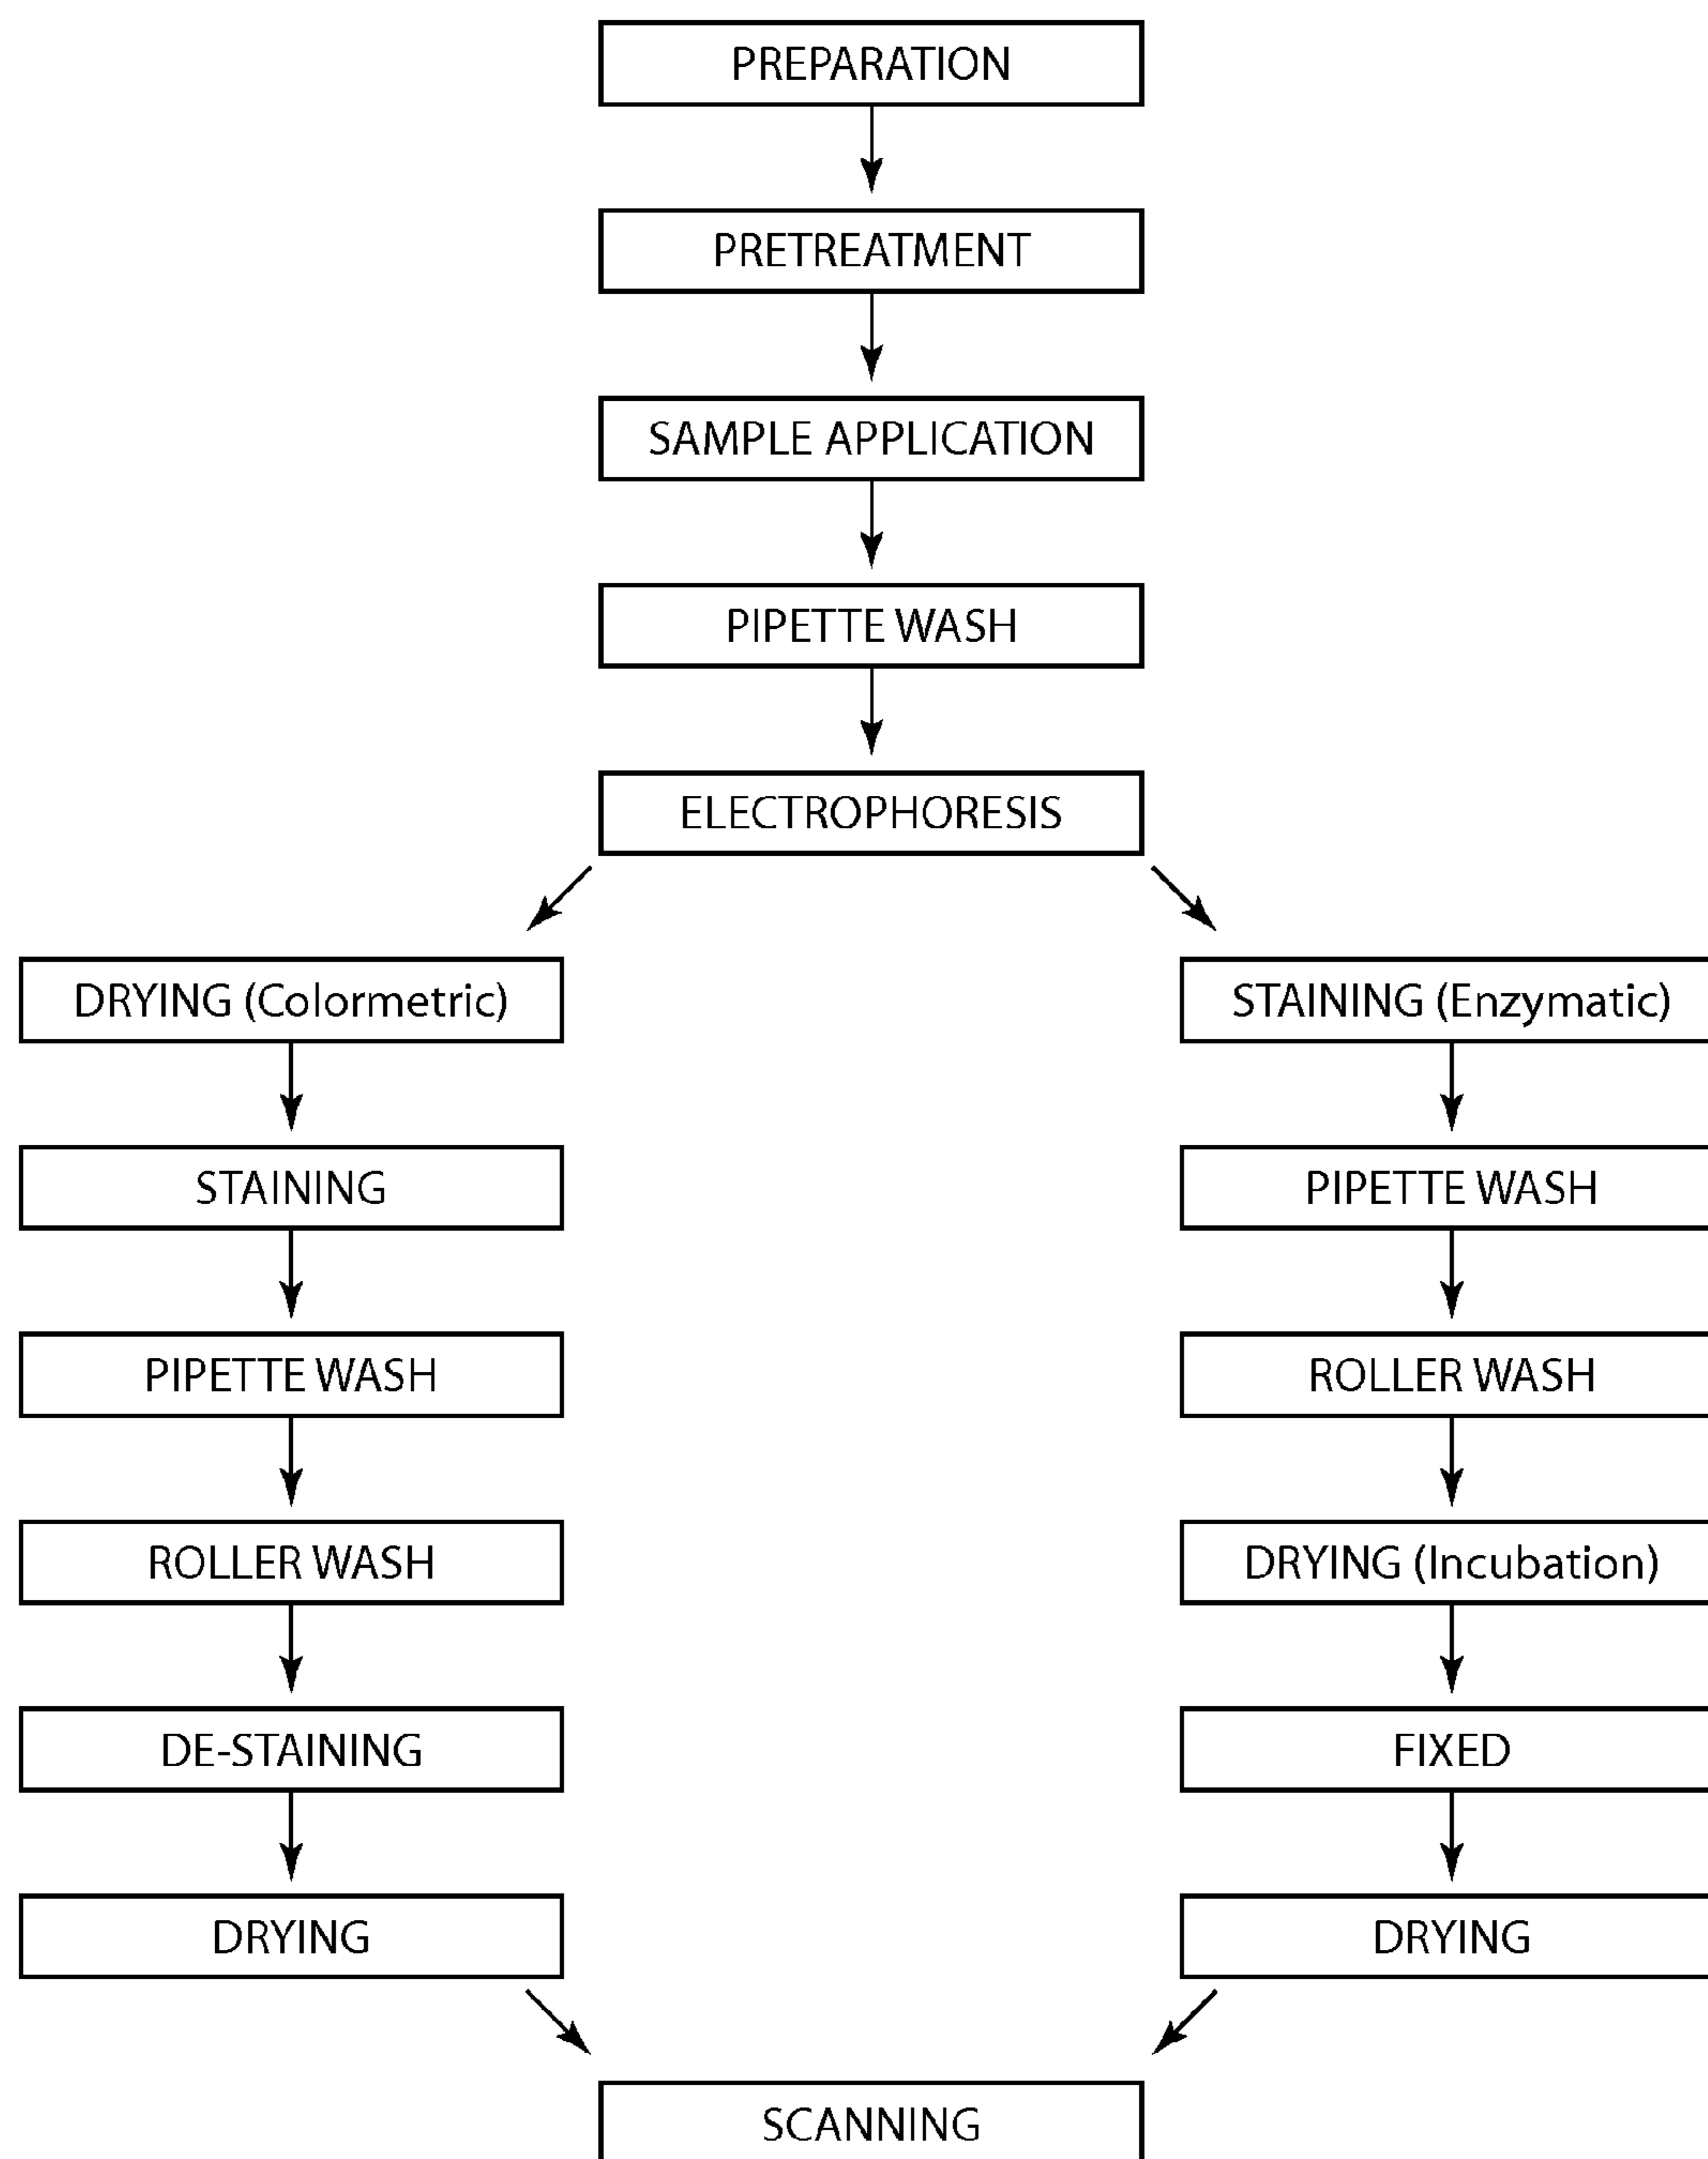 PREPARATION
PRETREATMENT
SAMPLE APPLICATION
PIPETTE WASH
ELECTROPHORESIS
DRYING (Colormetric)
STAINING
PIPETTE WASH
ROLLER WASH
DE-STAINING
DRYING
STAINING (Enzymatic)
PIPETTE WASH
ROLLER WASH
DRYING (Incubation)
FIXED
DRYING
SCANNING